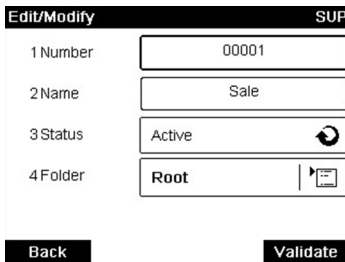 Edit/Modify SUP
1 Number 00001
2 Name Sale
3 Status Active
4 Folder Root
Back Validate